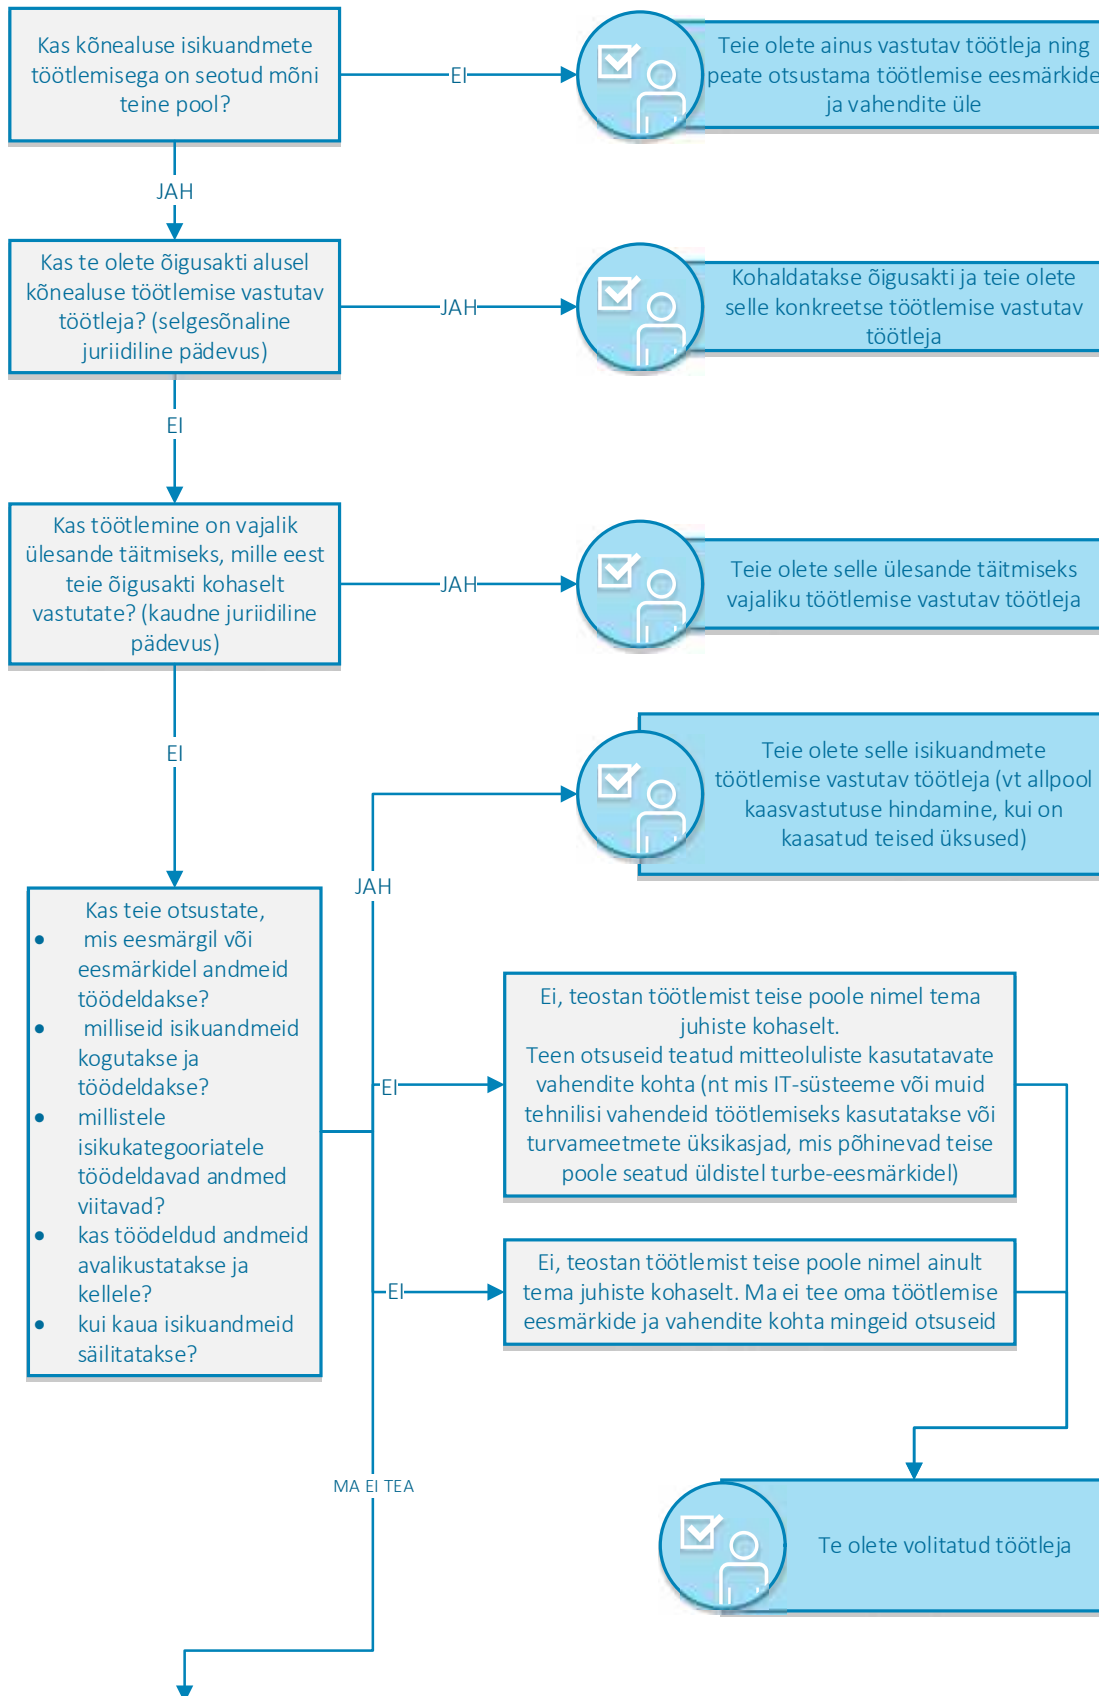 Kas kõnealuse isikuandmete
töötlemisega on seotud mõni
teine pool?
EI
Teie olete ainus vastutav töötleja ning
peate otsustama töötlemise eesmärkide
ja vahendite üle
JAH
Kas te olete õigusakti alusel
kõnealuse töötlemise vastutav
töötleja? (selgesõnaline
juriidiline pädevus)
JAH
Kohaldatakse õigusakti ja teie olete
selle konkreetse töötlemise vastutav
töötleja
EI
Kas töötlemine on vajalik
ülesande täitmiseks, mille eest
teie õigusakti kohaselt
vastutate? (kaudne juriidiline
pädevus)
JAH
Teie olete selle ülesande täitmiseks
vajaliku töötlemise vastutav töötleja
EI
Teie olete selle isikuandmete
töötlemise vastutav töötleja (vt allpool
kaasvastutuse hindamine, kui on
kaasatud teised üksused)
JAH
Kas teie otsustate,
• mis eesmärgil või
eesmärkidel andmeid
töödeldakse?
• milliseid isikuandmeid
kogutakse ja
töödeldakse?
• millistele
isikukategooriatele
töödeldavad andmed
viitavad?
• kas töödeldud andmeid
avalikustatakse ja
kellele?
• kui kaua isikuandmeid
säilitatakse?
EI
Ei, teostan töötlemist teise poole nimel tema
juhiste kohaselt.
Teen otsuseid teatud mitteoluliste kasutatavate
vahendite kohta (nt mis IT-süsteeme või muid
tehnilisi vahendeid töötlemiseks kasutatakse või
turvameetmete üksikasjad, mis põhinevad teise
poole seatud üldistel turbe-eesmärkidel)
EI
Ei, teostan töötlemist teise poole nimel ainult
tema juhiste kohaselt. Ma ei tee oma töötlemise
eesmärkide ja vahendite kohta mingeid otsuseid
MA EI TEA
Te olete volitatud töötleja